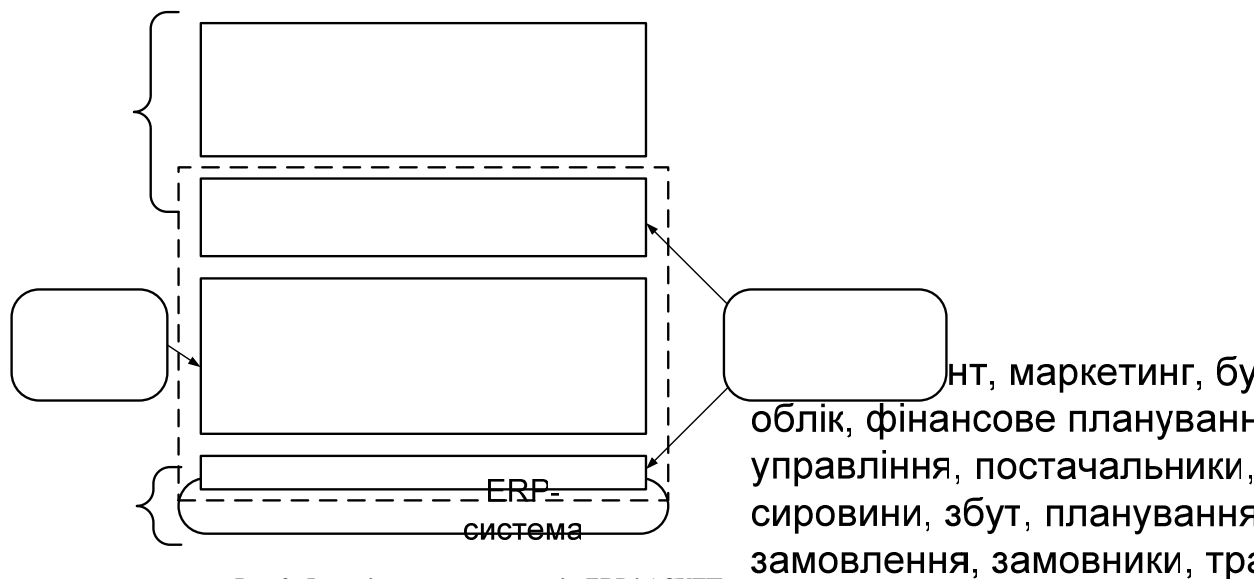 нт, маркетинг, бу
облік, фінансове плануванн
управління, постачальники,
сировини, збут, планування
замовлення, замовники, тра
ERP-
система